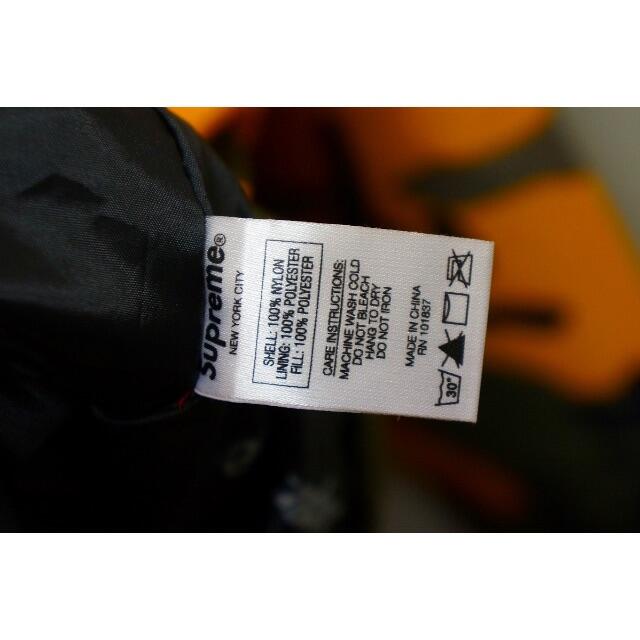 Supreme®
NEW YORK CITY
SHELL: 100% NYLON
LINING: 100% POLYESTER
FILL: 100% POLYESTER
CARE INSTRUCTIONS:
MACHINE WASH COLD
DO NOT BLEACH
HANG TO DRY
DO NOT IRON
MADE IN CHINA
RN 101837
30°